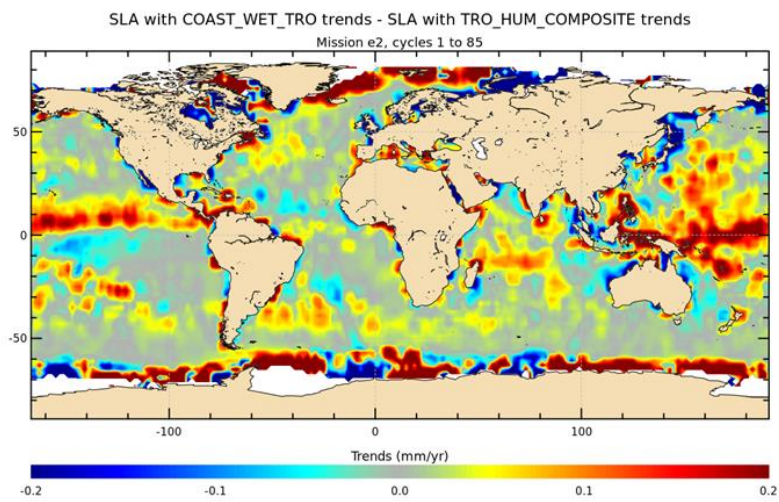 SLA with COAST_WET_TRO trends - SLA with TRO_HUM_COMPOSITE trends
Mission e2, cycles 1 to 85
50
0
-50
-100 0 100
Trends (mm/yr)
-0.2 -0.1 0.0 0.1 0.2